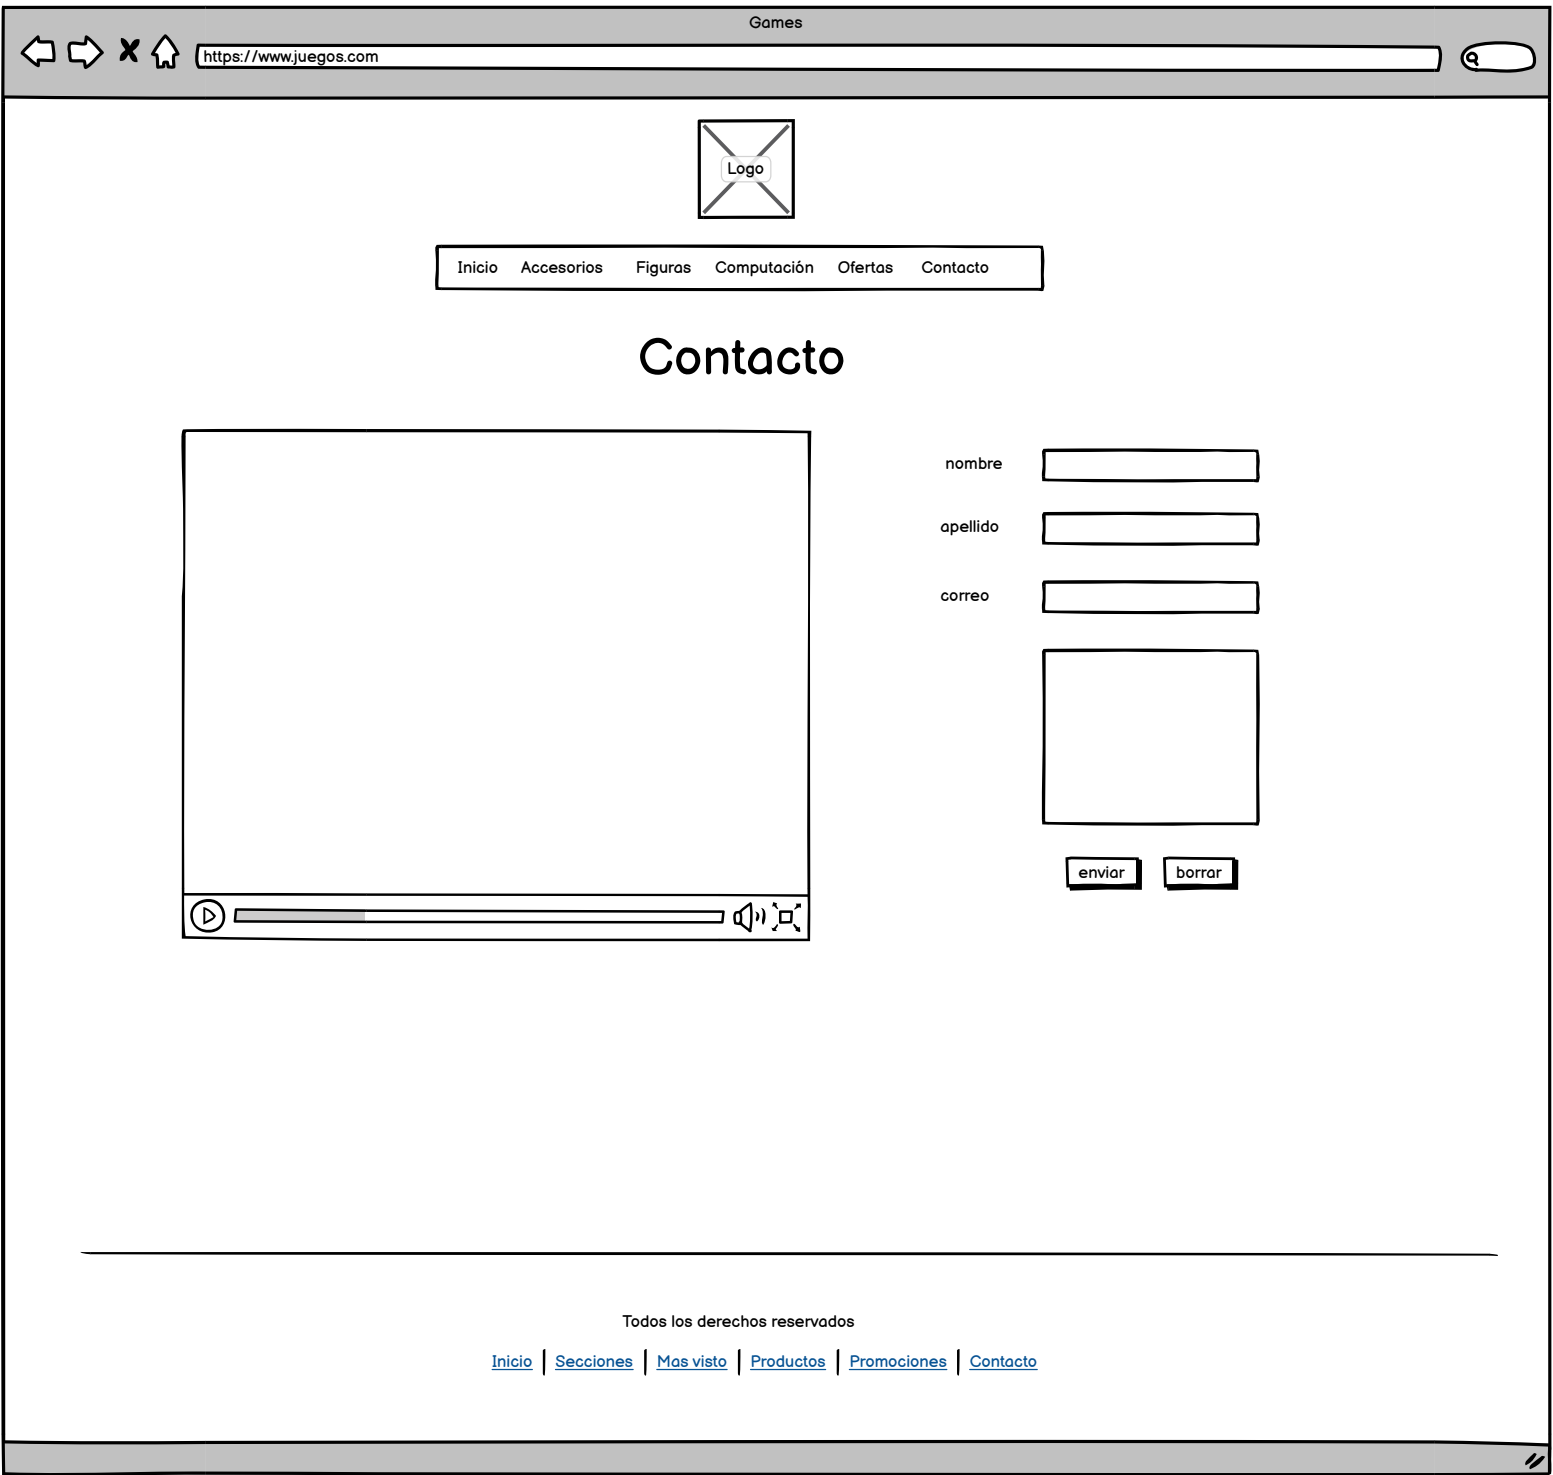 Games
https://www.juegos.com
Logo
Inicio Accesorios Figuras Computación Ofertas Contacto
Contacto
nombre
apellido
correo
enviar borrar
Todos los derechos reservados
Inicio Secciones Mas visto Productos Promociones Contacto